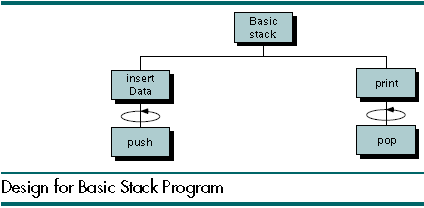 Basic
stack
insert
Data
print
push
pop
Design for Basic Stack Program